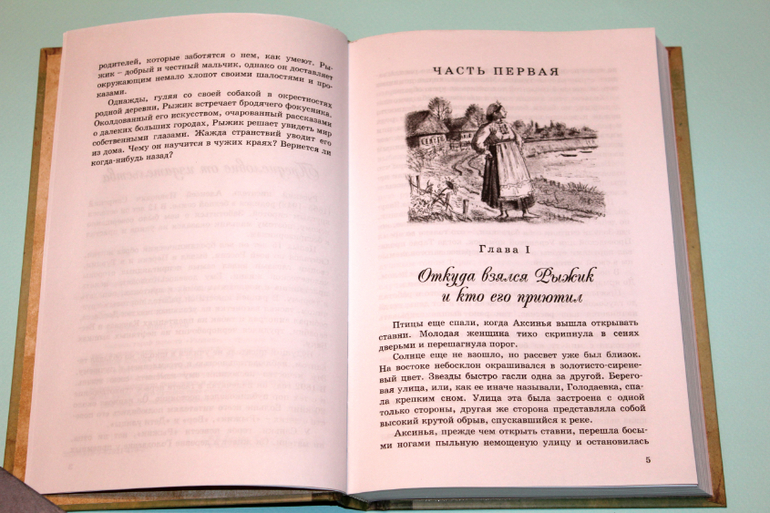 родителей, которые заботятся о нем, как умеют. Ры-
жик – добрый и честный мальчик, однако он доставляет
окружающим немало хлопот своими шалостями и про-
казами.
Однажды, гуляя со своей собакой в окрестностях
родной деревни, Рыжик встречает бродячего фокусника.
Околдованный его искусством, очарованный рассказами
о далеких больших городах, Рыжик решает увидеть мир
собственными глазами. Жажда странствий уводит его
из дома. Чему он научится в чужих краях? Вернется ли
когда-нибудь назад?
ЧАСТЬ ПЕРВАЯ
Глава I
Откуда взялся Рыжик
и кто его приютил
Птицы еще спали, когда Аксинья вышла открывать
ставни. Молодая женщина тихо скрипнула в сенях
дверьми и перешагнула порог.
Солнце еще не взошло, но рассвет уже был близок.
На востоке небосклон окрашивался в золотисто-сирене-
вый цвет. Звезды быстро гасли одна за другой. Берего-
вая улица, или, как ее иначе называли, Голодаевка, спа-
ла крепким сном. Улица эта была застроена с одной
только стороны, другая же сторона представляла собой
высокий крутой обрыв, спускавшийся к реке.
Аксинья, прежде чем открыть ставни, перешла босы-
ми ногами пыльную немощеную улицу и остановилась
5